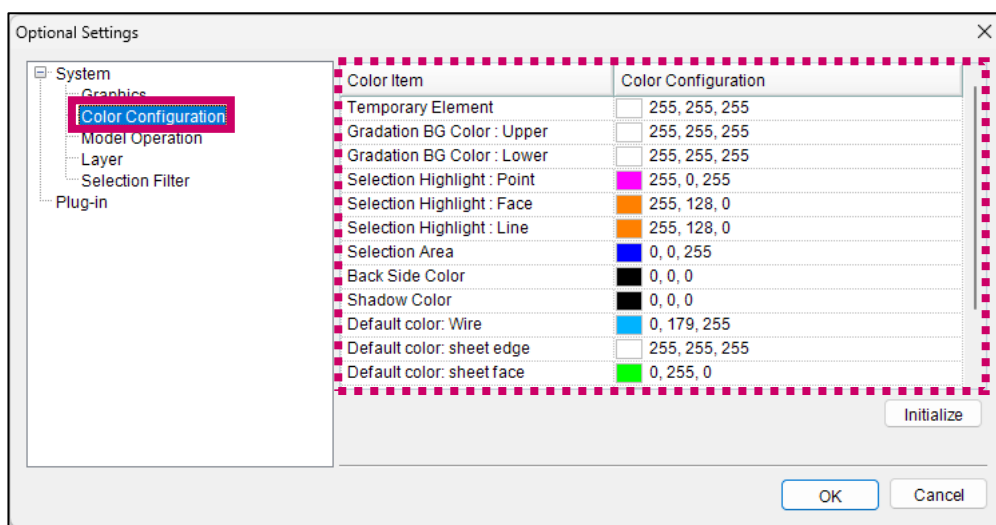 Optional Settings
System
Graphics
Color Configuration
Model Operation
Layer
Selection Filter
Plug-in
Color Item Color Configuration
Temporary Element 255, 255, 255
Gradation BG Color : Upper 255, 255, 255
Gradation BG Color : Lower 255, 255, 255
Selection Highlight : Point 255, 0, 255
Selection Highlight : Face 255, 128, 0
Selection Highlight : Line 255, 128, 0
Selection Area 0, 0, 255
Back Side Color 0, 0, 0
Shadow Color 0, 0, 0
Default color: Wire 0, 179, 255
Default color: sheet edge 255, 255, 255
Default color: sheet face 0, 255, 0
Initialize
OK Cancel